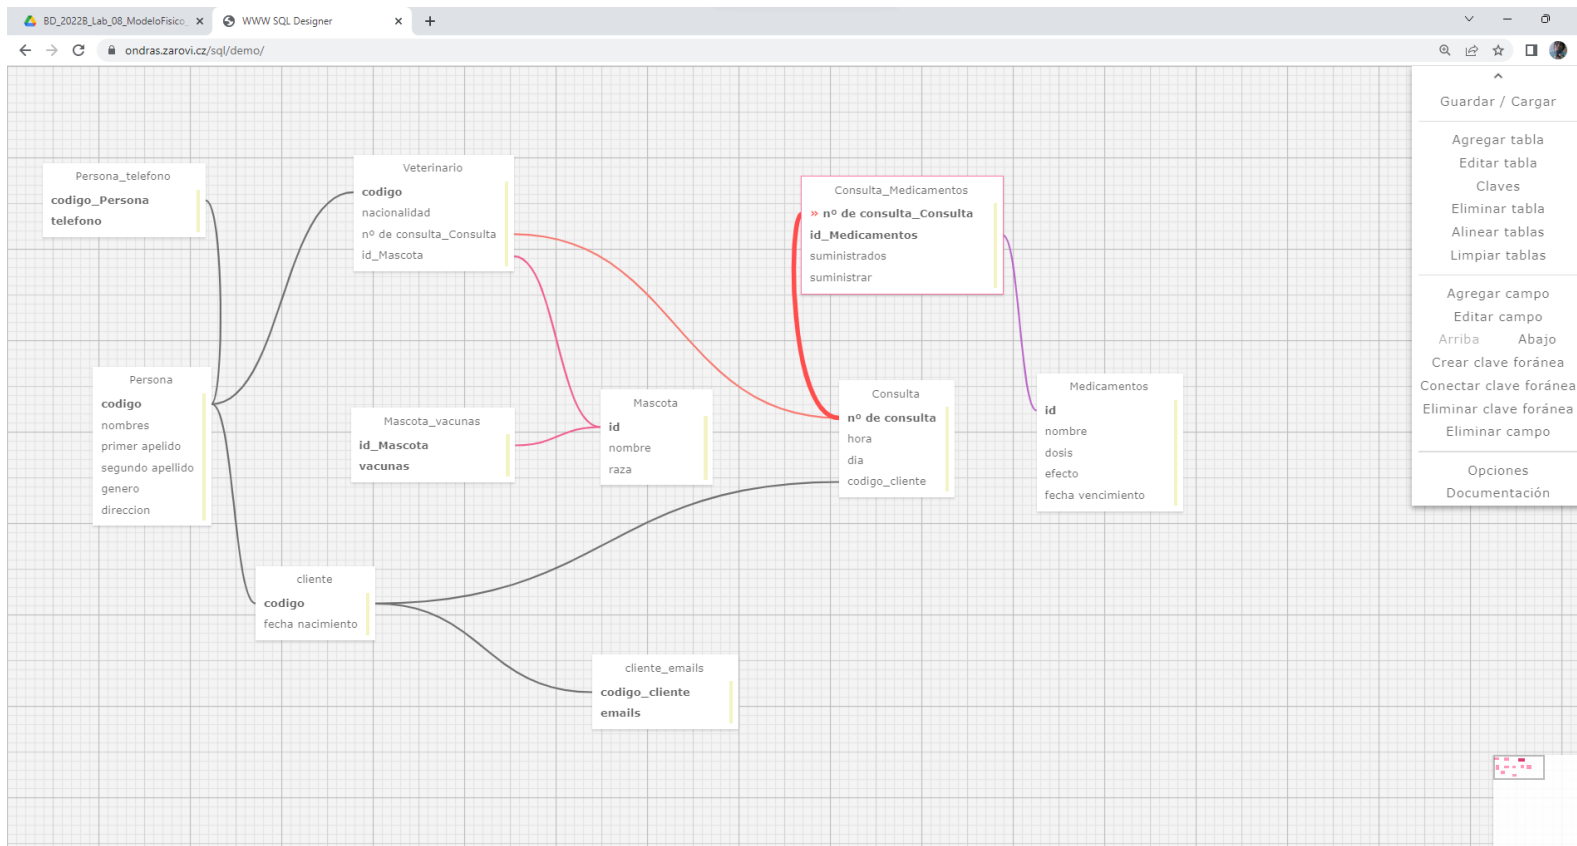 BD_2022B_Lab_08_ModeloFisico_
WWW SQL Designer
ondras.zarovi.cz/sql/demo/
Persona_telefono
codigo_Persona
telefono
Veterinario
codigo
nacionalidad
nº de consulta_Consulta
id_Mascota
Consulta_Medicamentos
» nº de consulta_Consulta
id_Medicamentos
suministrados
suministrar
Persona
codigo
nombres
primer apelido
segundo apellido
genero
direccion
Mascota_vacunas
id_Mascota
vacunas
Mascota
id
nombre
raza
Consulta
nº de consulta
hora
dia
codigo_cliente
Medicamentos
id
nombre
dosis
efecto
fecha vencimiento
cliente
codigo
fecha nacimiento
cliente_emails
codigo_cliente
emails
Guardar / Cargar
Agregar tabla
Editar tabla
Claves
Eliminar tabla
Alinear tablas
Limpiar tablas
Agregar campo
Editar campo
Arriba Abajo
Crear clave foránea
Conectar clave foránea
Eliminar clave foránea
Eliminar campo
Opciones
Documentación